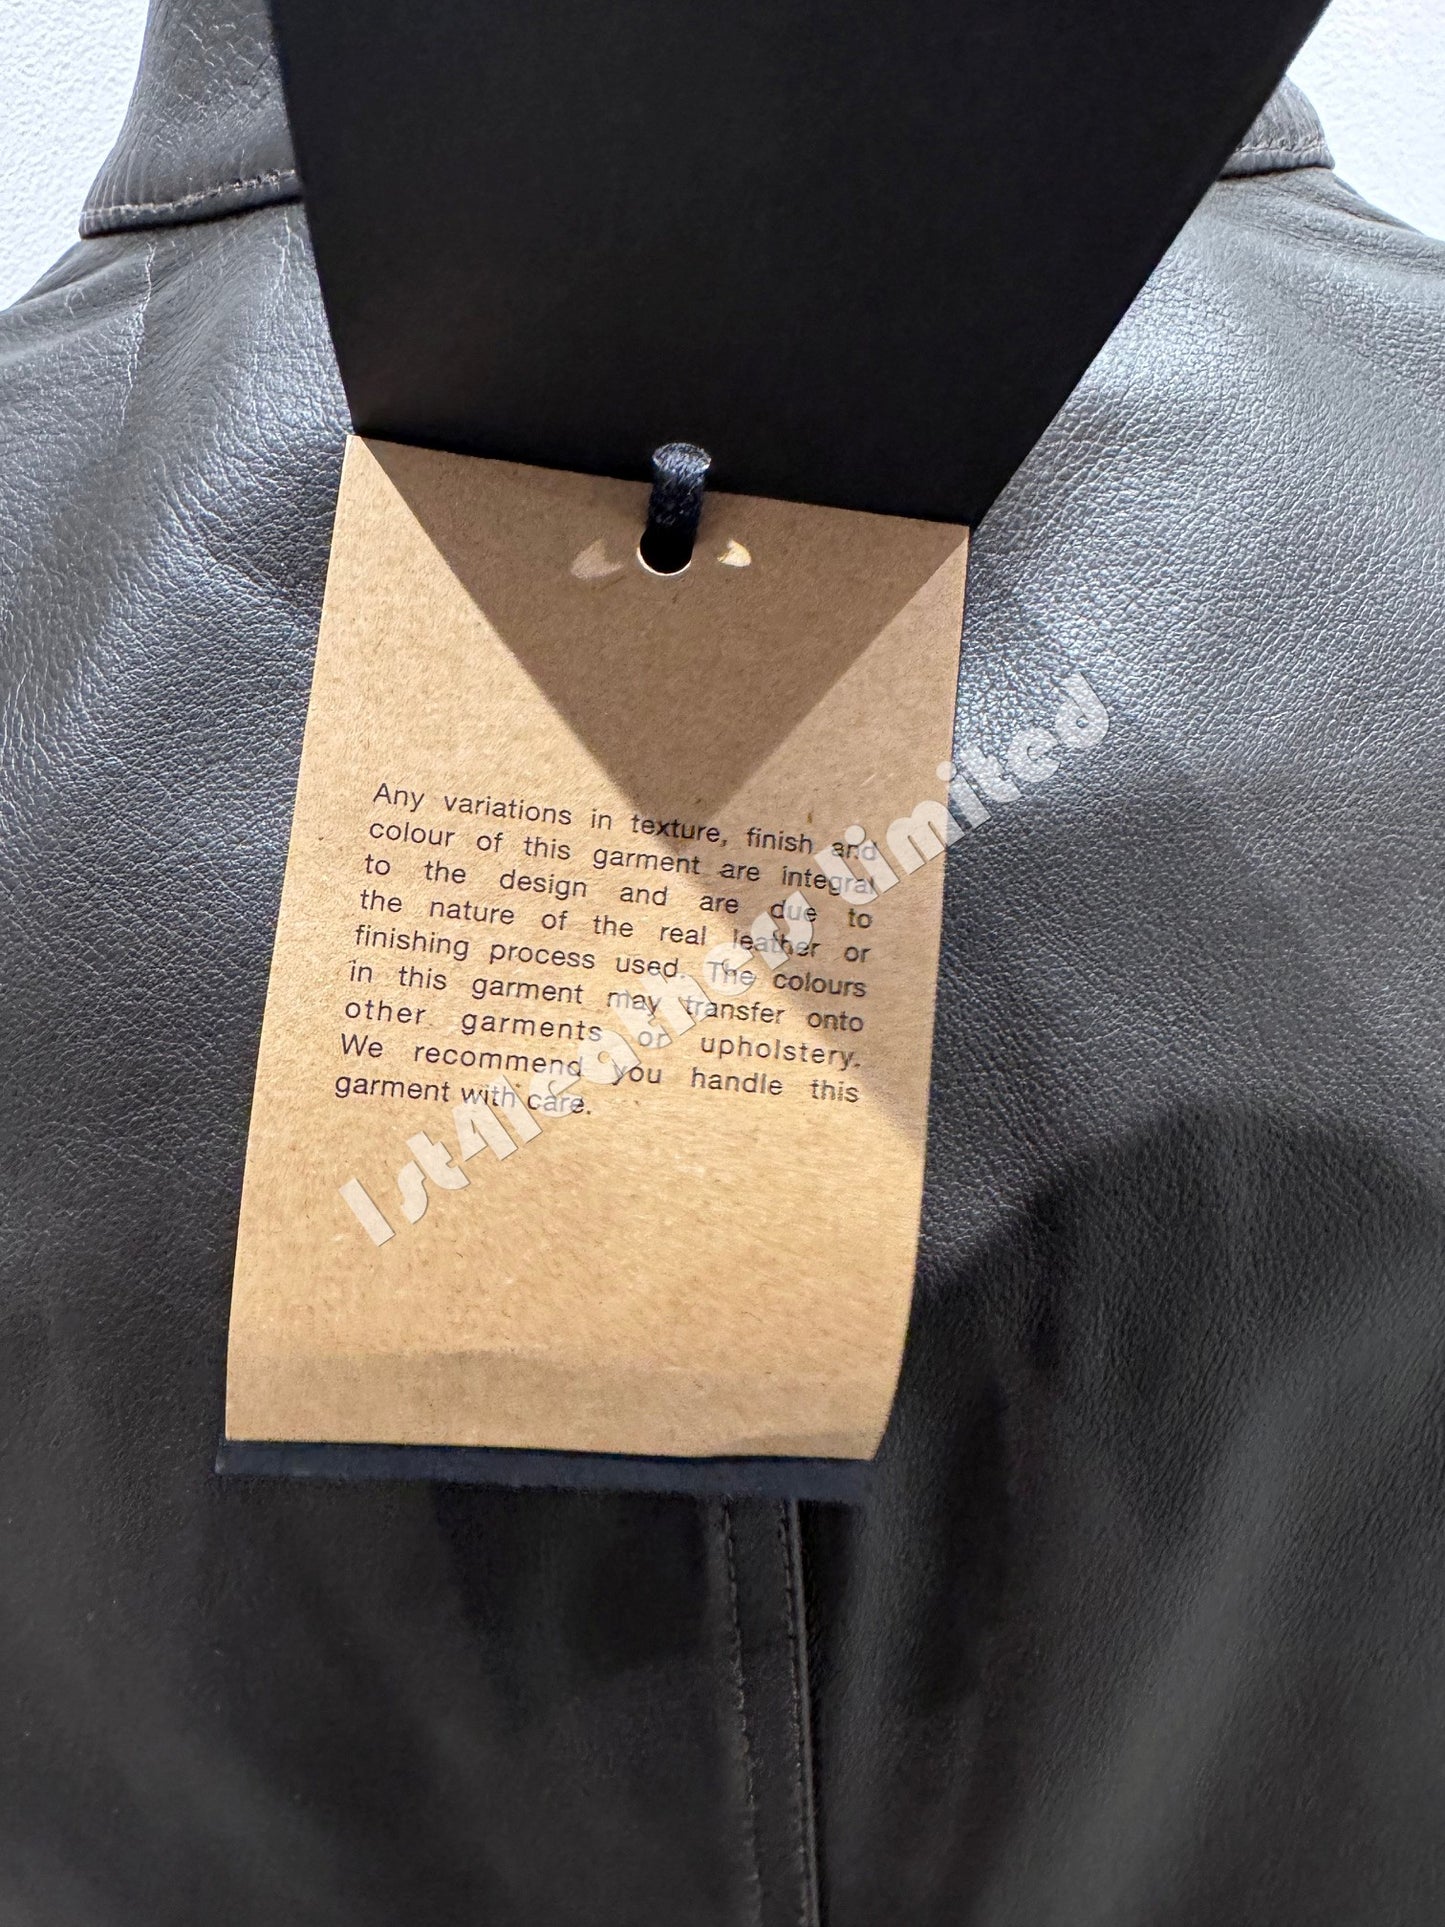 Any variations in texture, finish and
colour of this garment are integral
to the design and are due to
the nature of the real leather or
finishing process used. The colours
in this garment may transfer onto
other garments or upholstery.
We recommend you handle this
garment with care.
1st4leathers limited